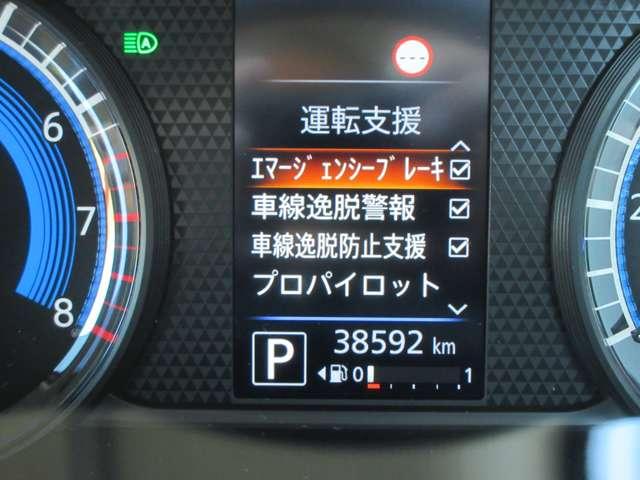 A
---
運転支援
ｴﾏｰｼﾞｪﾝｼｰﾌﾞﾚｰｷ
車線逸脱警報
車線逸脱防止支援
プロパイロット
P
38592 km
0 1
6
7
8
2